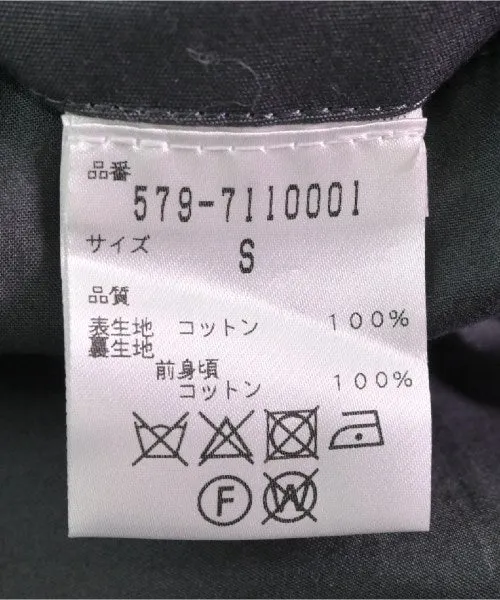 品番
579-7110001
サイズ
S
品質
表生地 コットン 100%
裏生地
前身頃
コットン 100%
F W